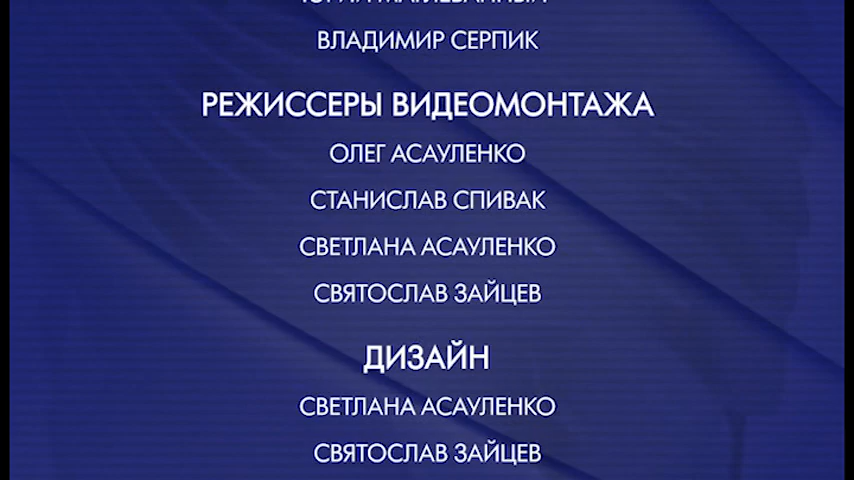 ВЛАДИМИР СЕРПИК
РЕЖИССЕРЫ ВИДЕОМОНТАЖА
ОЛЕГ АСАУЛЕНКО
СТАНИСЛАВ СПИВАК
СВЕТЛАНА АСАУЛЕНКО
СВЯТОСЛАВ ЗАЙЦЕВ
ДИЗАЙН
СВЕТЛАНА АСАУЛЕНКО
СВЯТОСЛАВ ЗАЙЦЕВ